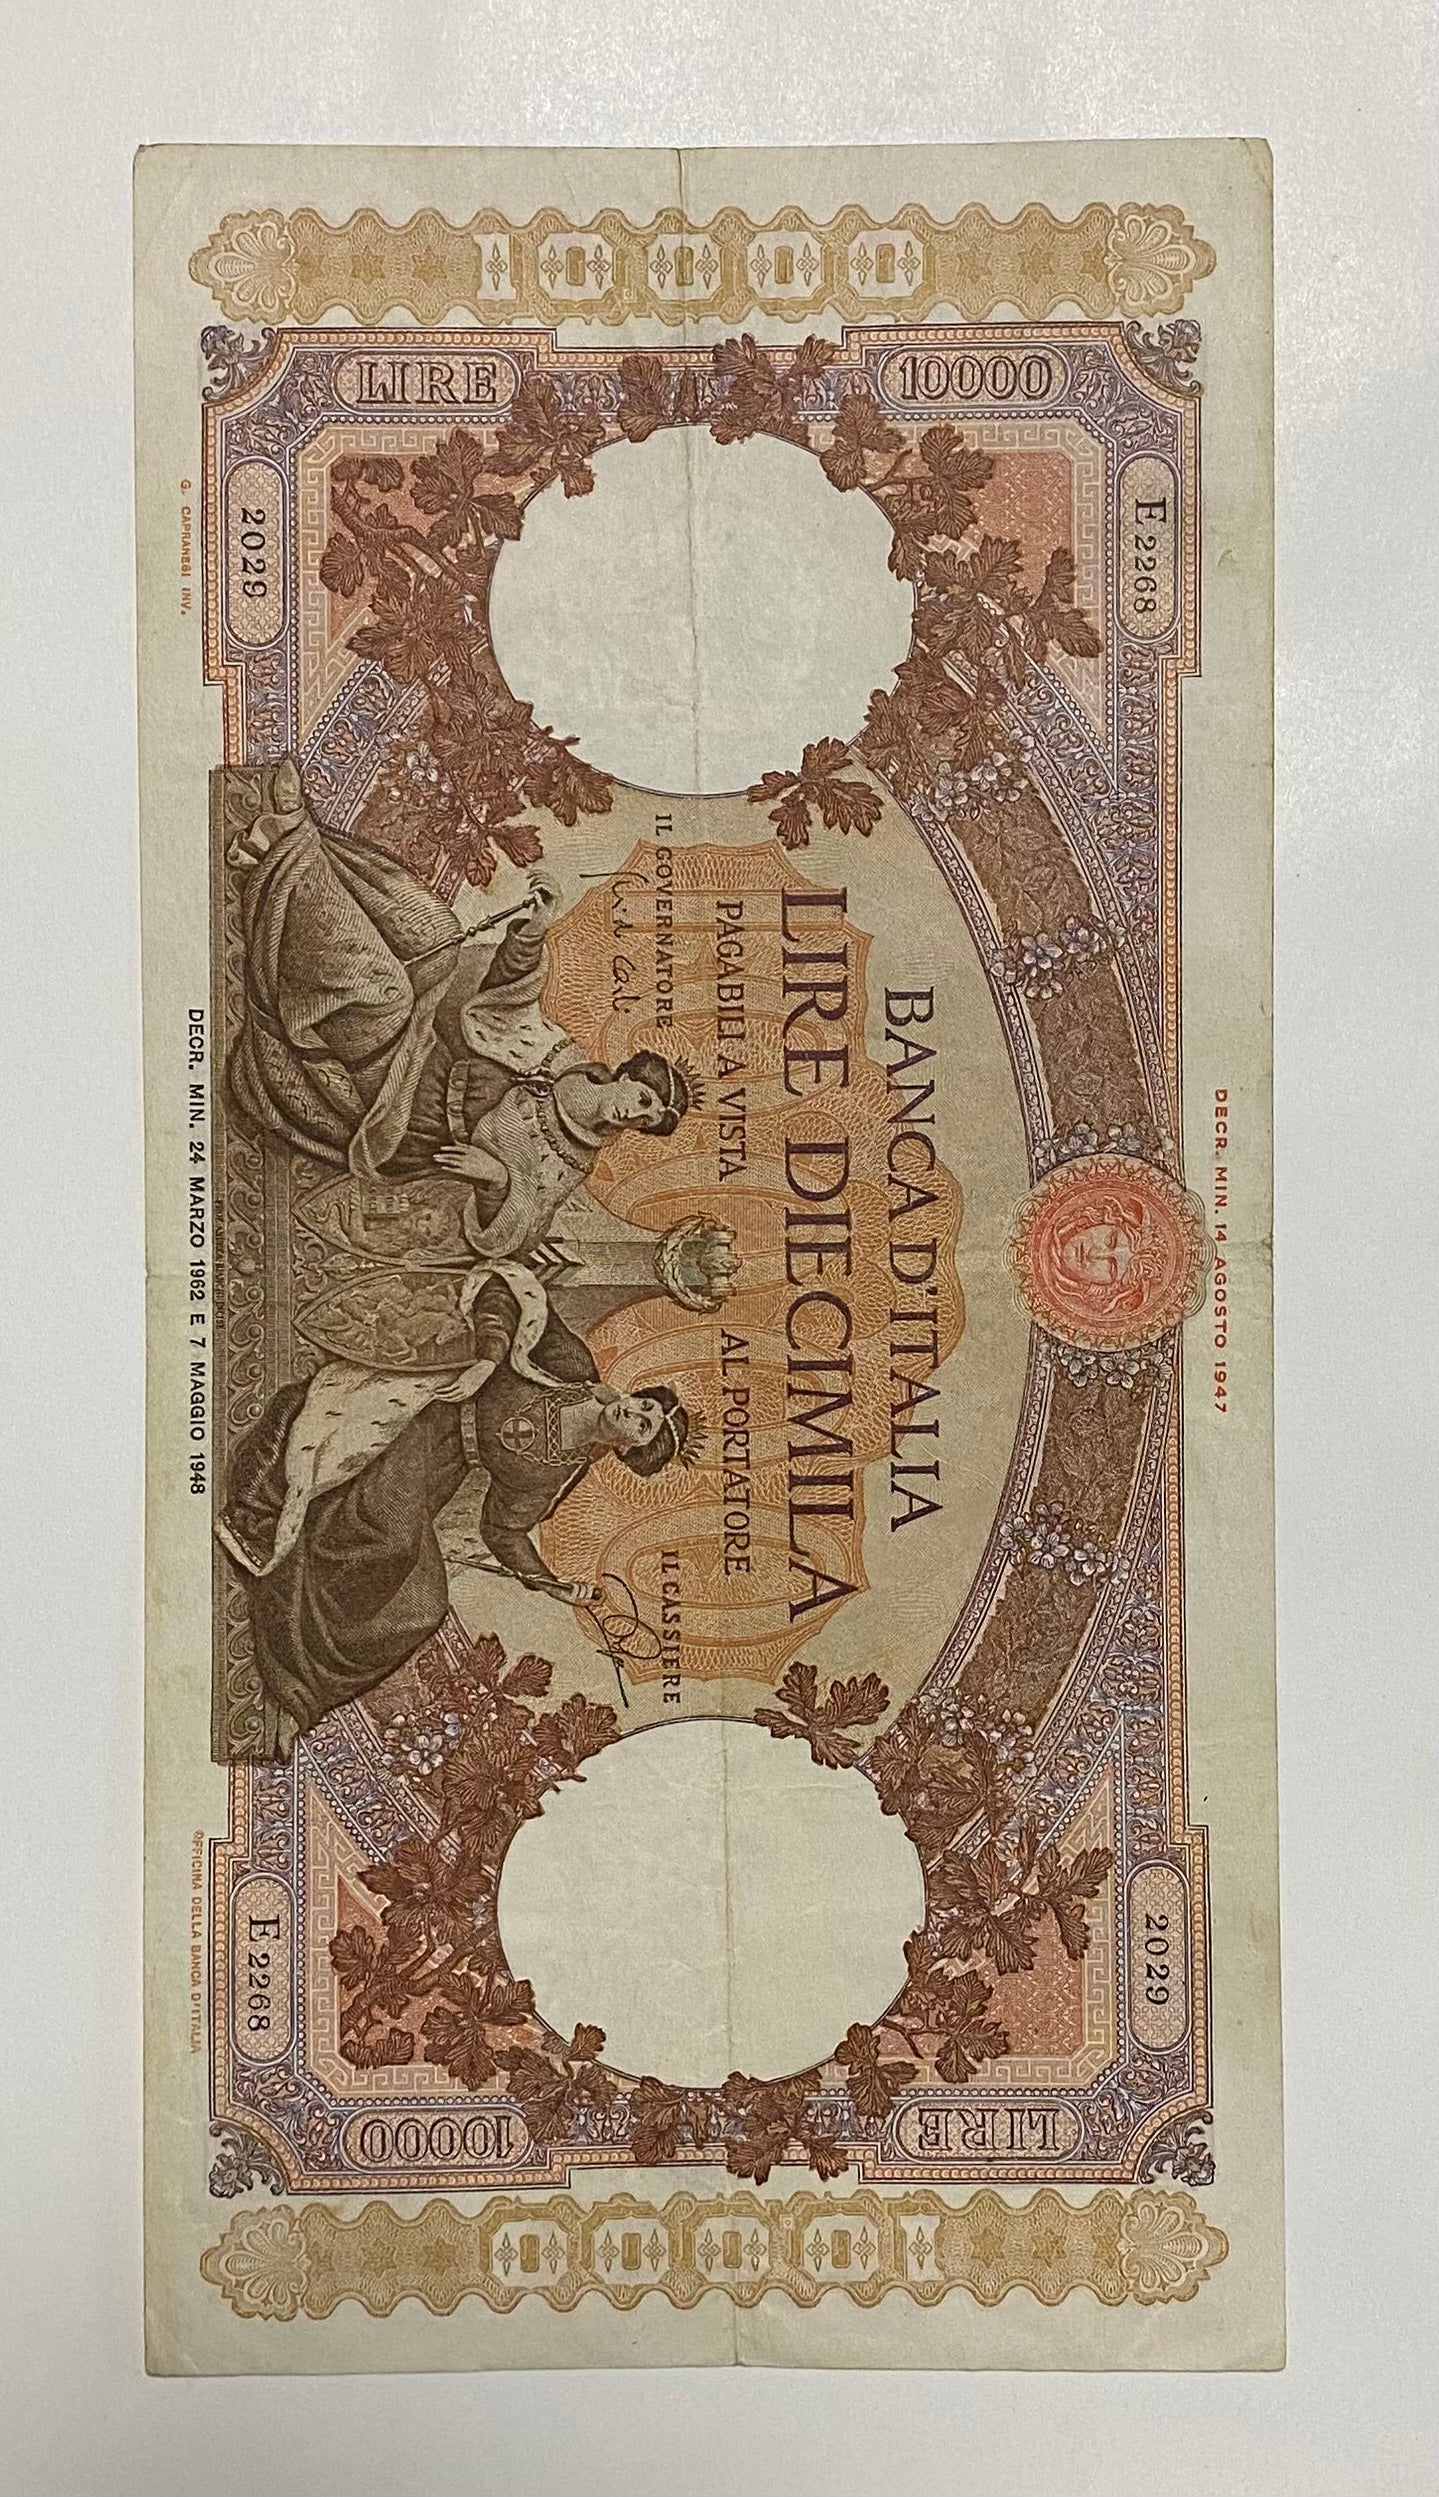 DECR. MIN. 14 AGOSTO 1947
10000
LIRE
10000
E 2268
2029
2029
E 2268
LIRE
10000
10000
BANCA D'ITALIA
LIRE DIECIMILA
PAGABILI A VISTA AL PORTATORE
IL GOVERNATORE
IL CASSIERE
G. CAPRANESI INV.
DECR. MIN. 24 MARZO 1962 E 7 MAGGIO 1948
OFFICINA DELLA BANCA D'ITALIA